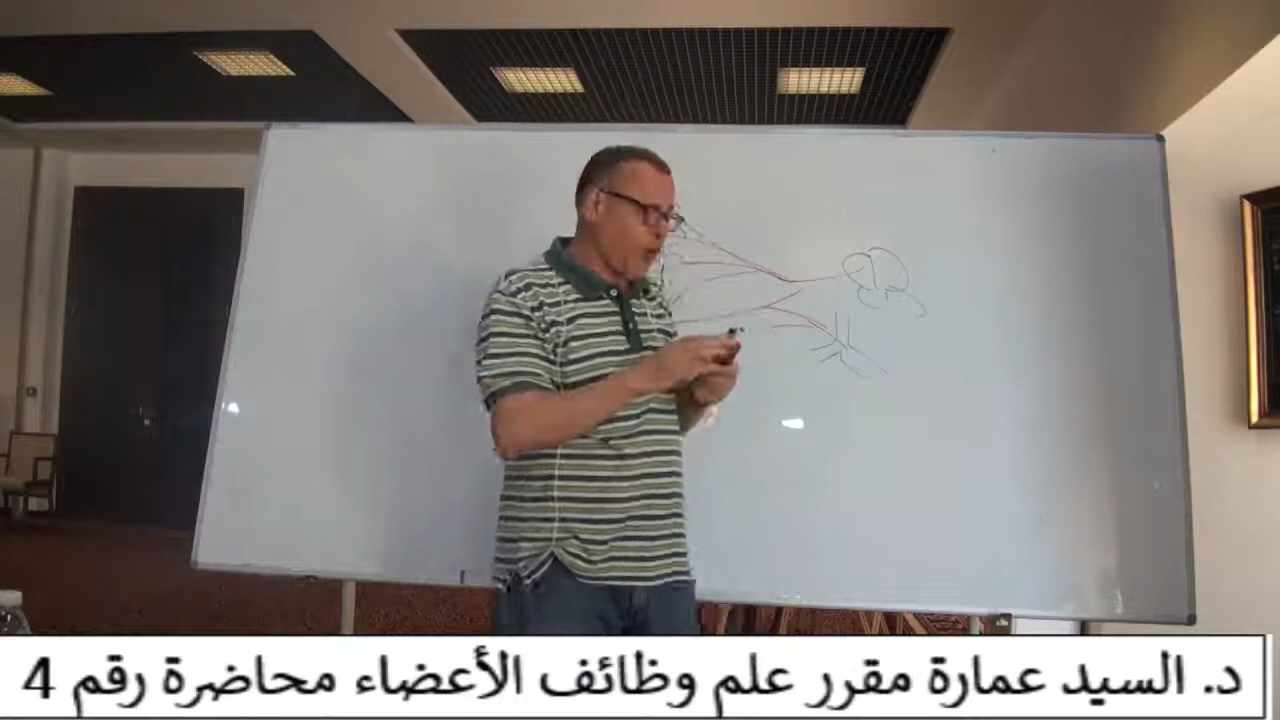 د. السيد عمارة مقرر علم وظائف الأعضاء محاضرة رقم 4